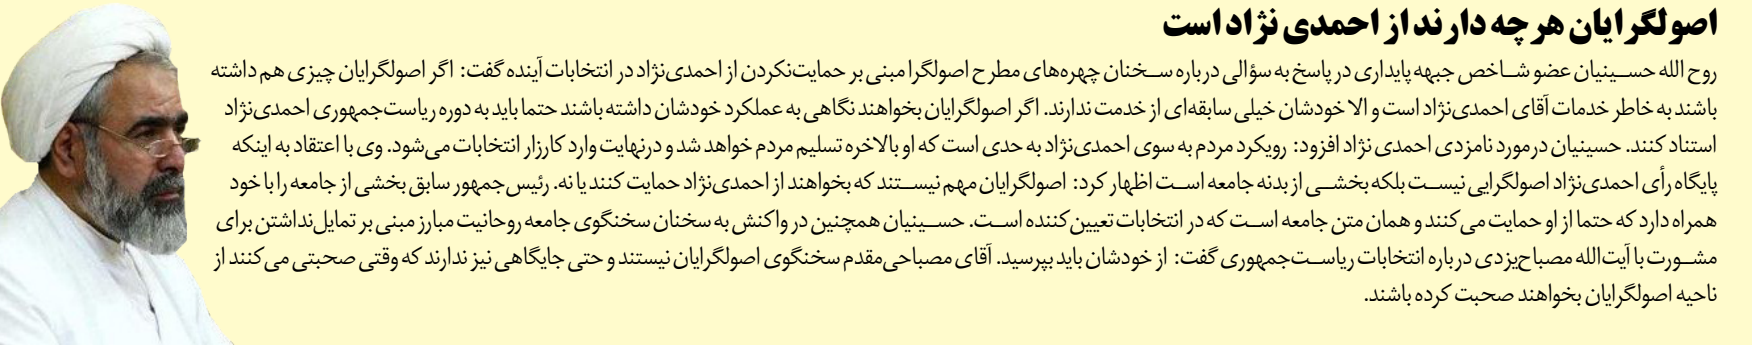 اصولگرایان هر چه دارند از احمدی نژاد است
روح الله حسینیان عضو شاخص جبهه پایداری در پاسخ به سؤالی درباره سخنان چهره‌های مطرح اصولگرا مبنی بر حمایت‌نکردن از احمدی‌نژاد در انتخابات آینده گفت: اگر اصولگرایان چیزی هم داشته
باشند به خاطر خدمات آقای احمدی‌نژاد است و الا خودشان خیلی سابقه‌ای از خدمت ندارند. اگر اصولگرایان بخواهند نگاهی به عملکرد خودشان داشته باشند حتما باید به دوره ریاست‌جمهوری احمدی‌نژاد
استناد کنند. حسینیان درمورد نامزدی احمدی نژاد افزود: رویکرد مردم به سوی احمدی‌نژاد به حدی است که او بالاخره تسلیم مردم خواهد شد و درنهایت وارد کارزار انتخابات می‌شود. وی با اعتقاد به اینکه
پایگاه رأی احمدی‌نژاد اصولگرایی نیست بلکه بخشی از بدنه جامعه است اظهار کرد: اصولگرایان مهم نیستند که بخواهند از احمدی‌نژاد حمایت کنند یا نه. رئیس‌جمهور سابق بخشی از جامعه را با خود
همراه دارد که حتما از او حمایت می‌کنند و همان متن جامعه است که در انتخابات تعیین‌کننده است. حسینیان همچنین در واکنش به سخنان سخنگوی جامعه روحانیت مبارز مبنی بر تمایل‌نداشتن برای
مشورت با آیت‌الله مصباح‌یزدی درباره انتخابات ریاست‌جمهوری گفت: از خودشان باید بپرسید. آقای مصباحی‌مقدم سخنگوی اصولگرایان نیستند و حتی جایگاهی نیز ندارند که وقتی صحبتی می‌کنند از
ناحیه اصولگرایان بخواهند صحبت کرده باشند.